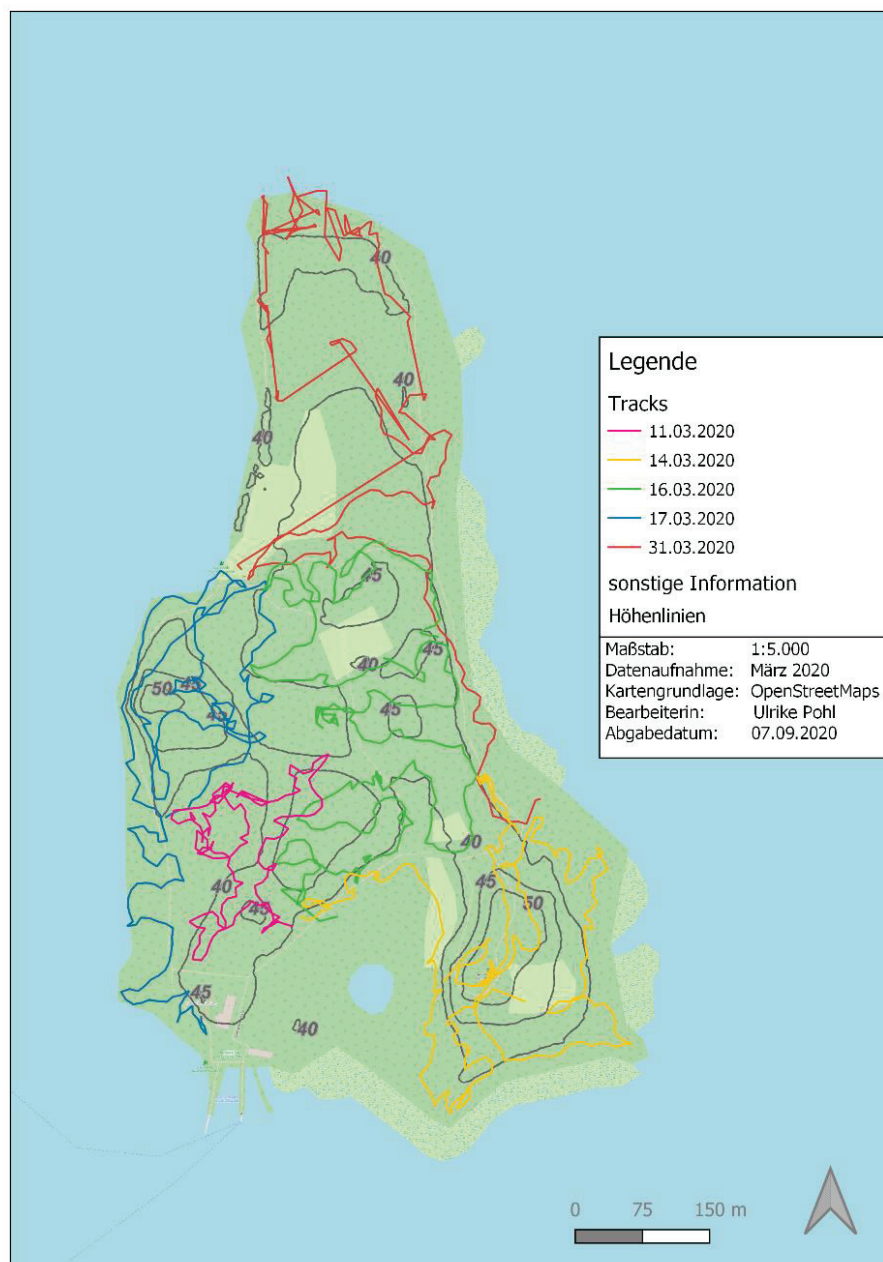 40
40
40
Legende
Tracks
11.03.2020
14.03.2020
16.03.2020
17.03.2020
31.03.2020
sonstige Information
Höhenlinien
Maßstab: 1:5.000
Datenaufnahme: März 2020
Kartengrundlage: OpenStreetMaps
Bearbeiterin: Ulrike Pohl
Abgabedatum: 07.09.2020
45
45
40
50
45
45
45
40
45
40
50
45
45
40
0 75 150 m